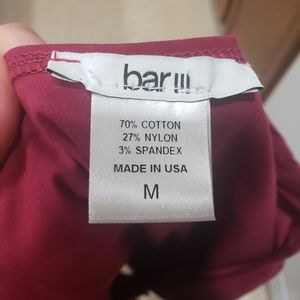 bar III
70% COTTON
27% NYLON
3% SPANDEX
MADE IN USA
M